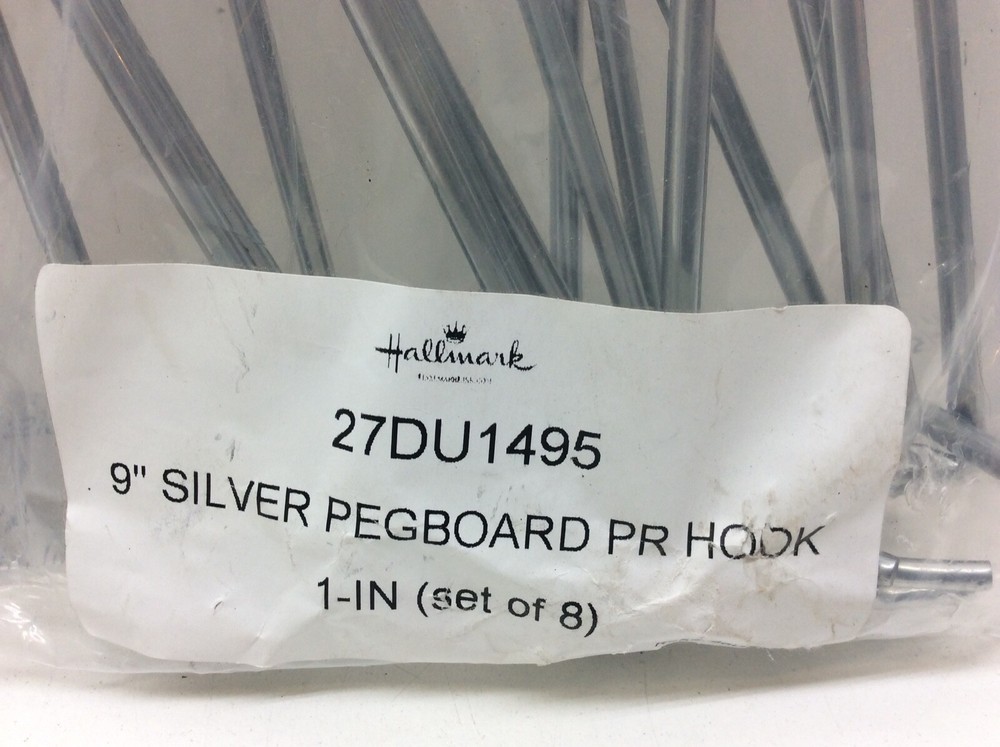 Hallmark
27DU1495
9" SILVER PEGBOARD PR HOOK
1-IN (set of 8)